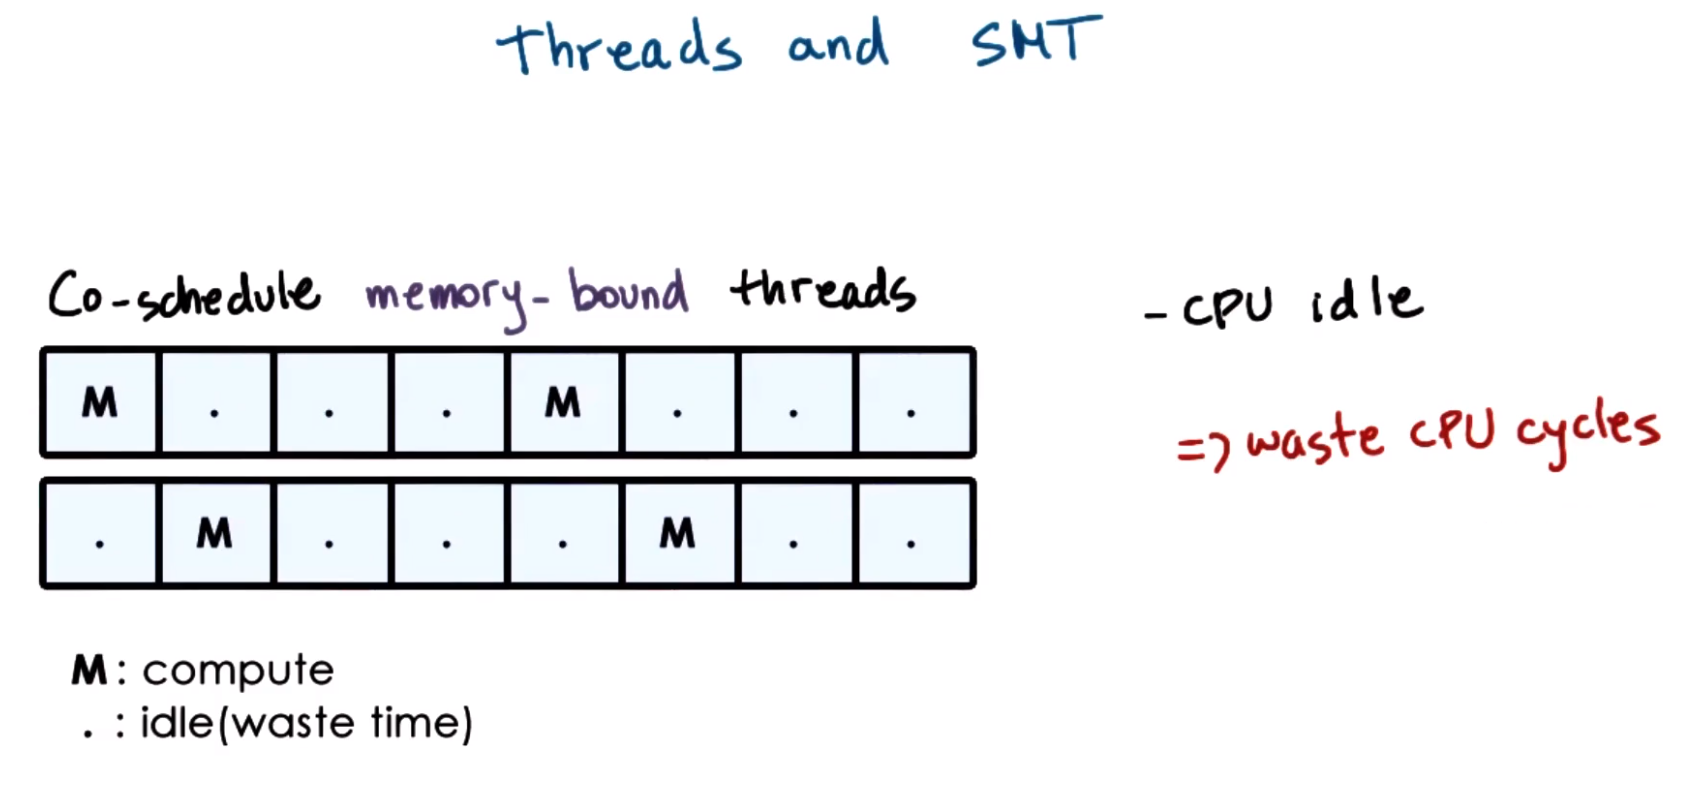 Threads and SMT
Co-schedule memory-bound threads
- CPU idle
M . . . M . . .
=> waste CPU cycles
. M . . . M . .
M : compute
. : idle(waste time)